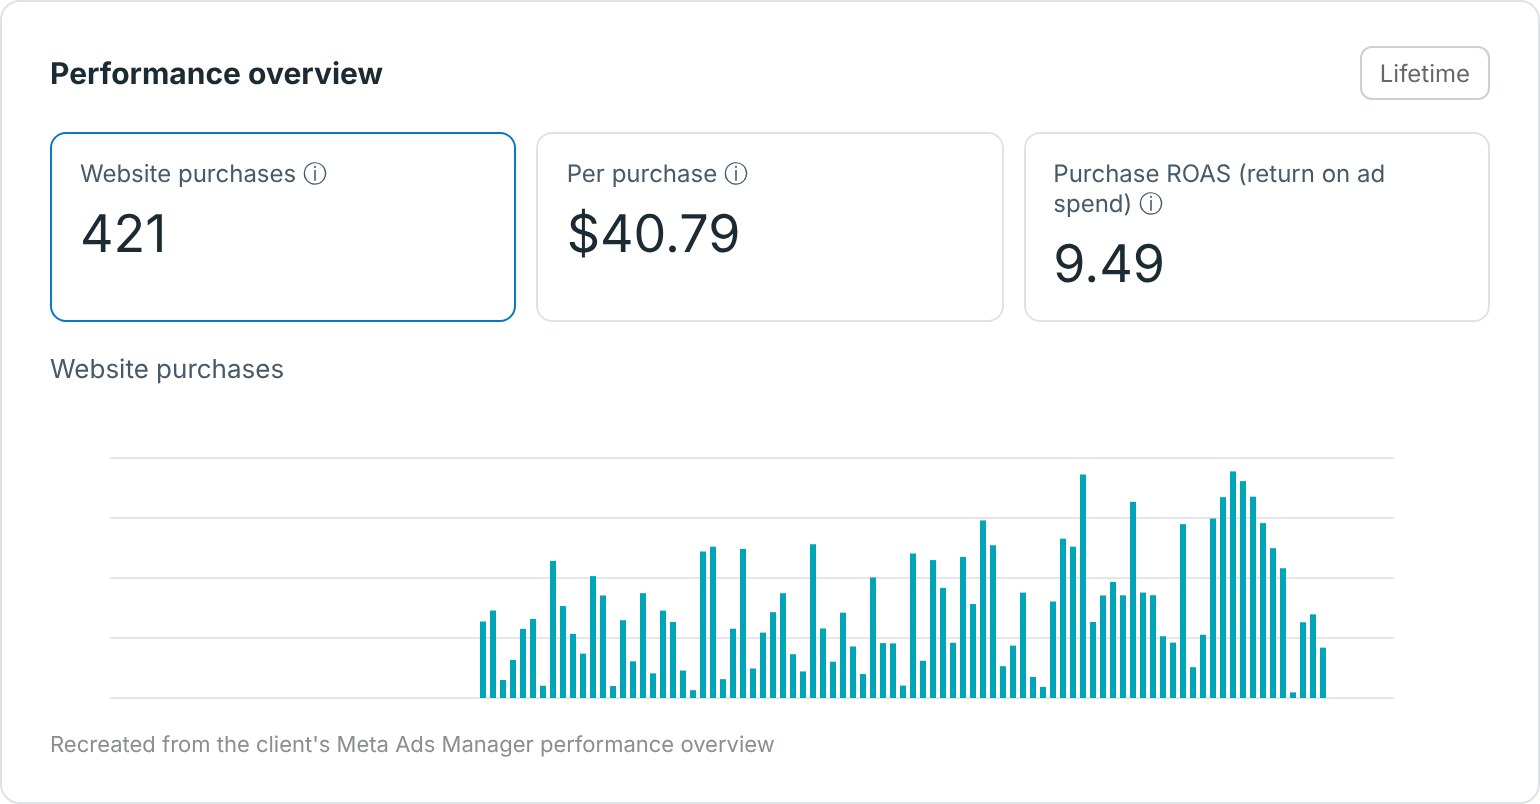 Performance overview
Lifetime
Website purchases ⓘ
421
Per purchase ⓘ
$40.79
Purchase ROAS (return on ad
spend) ⓘ
9.49
Website purchases
Recreated from the client's Meta Ads Manager performance overview